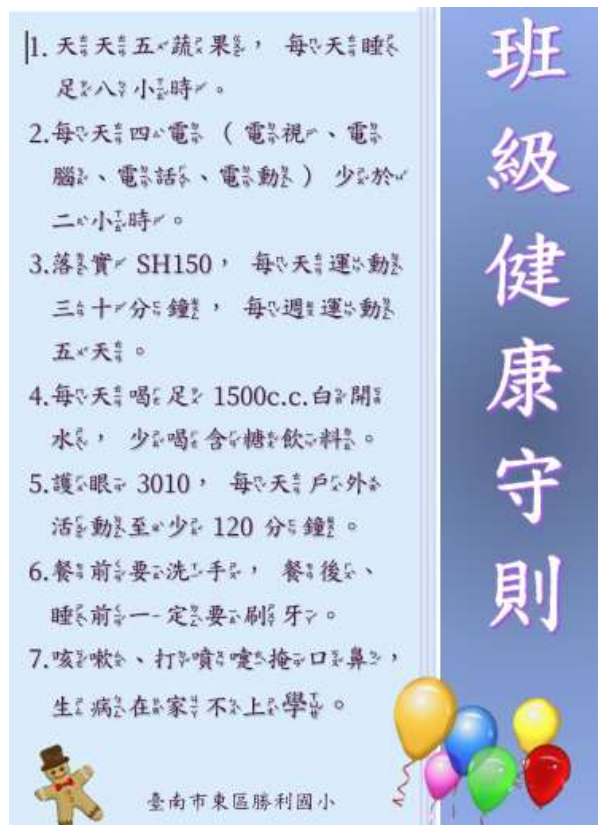 班級健康守則
1. 天天五蔬果， 每天睡
足八小時。
2.每天四電（電視、電
腦、電話、電動）少於
二小時。
3.落實 SH150， 每天運動
三十分鐘， 每週運動
五天。
4.每天喝足 1500c.c.白開
水， 少喝含糖飲料。
5.護眼 3010， 每天戶外
活動至少 120 分鐘。
6.餐前要洗手， 餐後、
睡前一定要刷牙。
7.咳嗽、打噴嚏掩口鼻，
生病在家不上學。
臺南市東區勝利國小